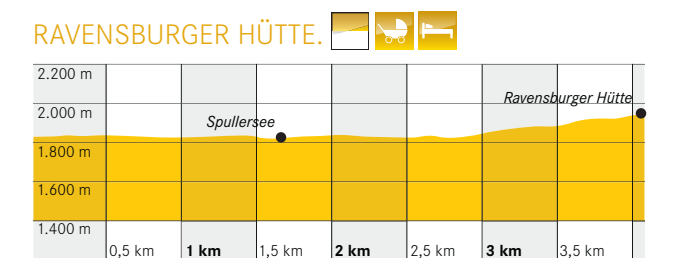 RAVENSBURGER HÜTTE.
2.200 m
Ravensburger Hütte
2.000 m
Spullersee
1.800 m
1.600 m
1.400 m
0,5 km 1 km 1,5 km 2 km 2,5 km 3 km 3,5 km